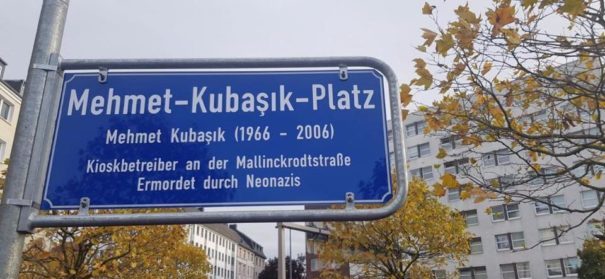 Mehmet-Kubaşık-Platz
Mehmet Kubaşık (1966 - 2006)
Kioskbetreiber an der Mallinckrodtstraße
Ermordet durch Neonazis